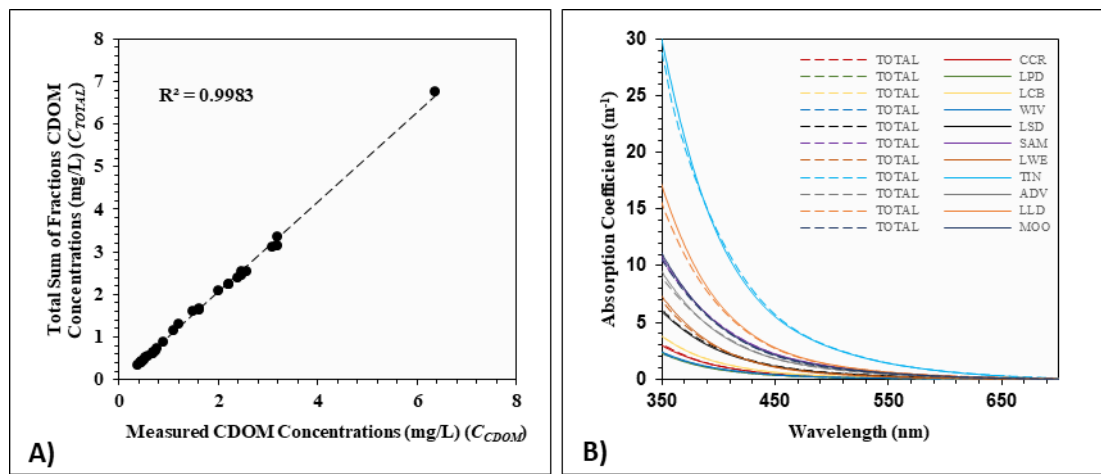 8
7
6
5
4
3
2
1
0
R² = 0.9983
Total Sum of Fractions CDOM
Concentrations (mg/L) (C_TOTAL)
0 2 4 6 8
Measured CDOM Concentrations (mg/L) (C_CDOM)
A)
30
25
20
15
10
5
0
TOTAL CCR
TOTAL LPD
TOTAL LCB
TOTAL WIV
TOTAL LSD
TOTAL SAM
TOTAL LWE
TOTAL TIN
TOTAL ADV
TOTAL LLD
TOTAL MOO
Absorption Coefficients (m⁻¹)
350 450 550 650
Wavelength (nm)
B)